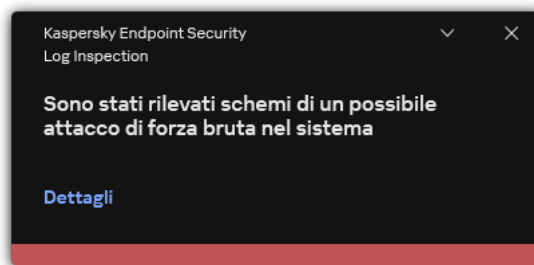 Kaspersky Endpoint Security
Log Inspection
Sono stati rilevati schemi di un possibile
attacco di forza bruta nel sistema
Dettagli